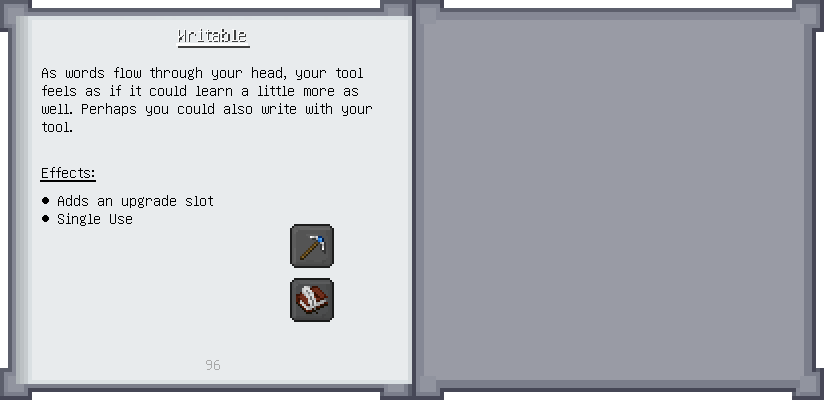 Writable
As words flow through your head, your tool
feels as if it could learn a little more as
well. Perhaps you could also write with your
tool.
Effects:
● Adds an upgrade slot
● Single Use
96